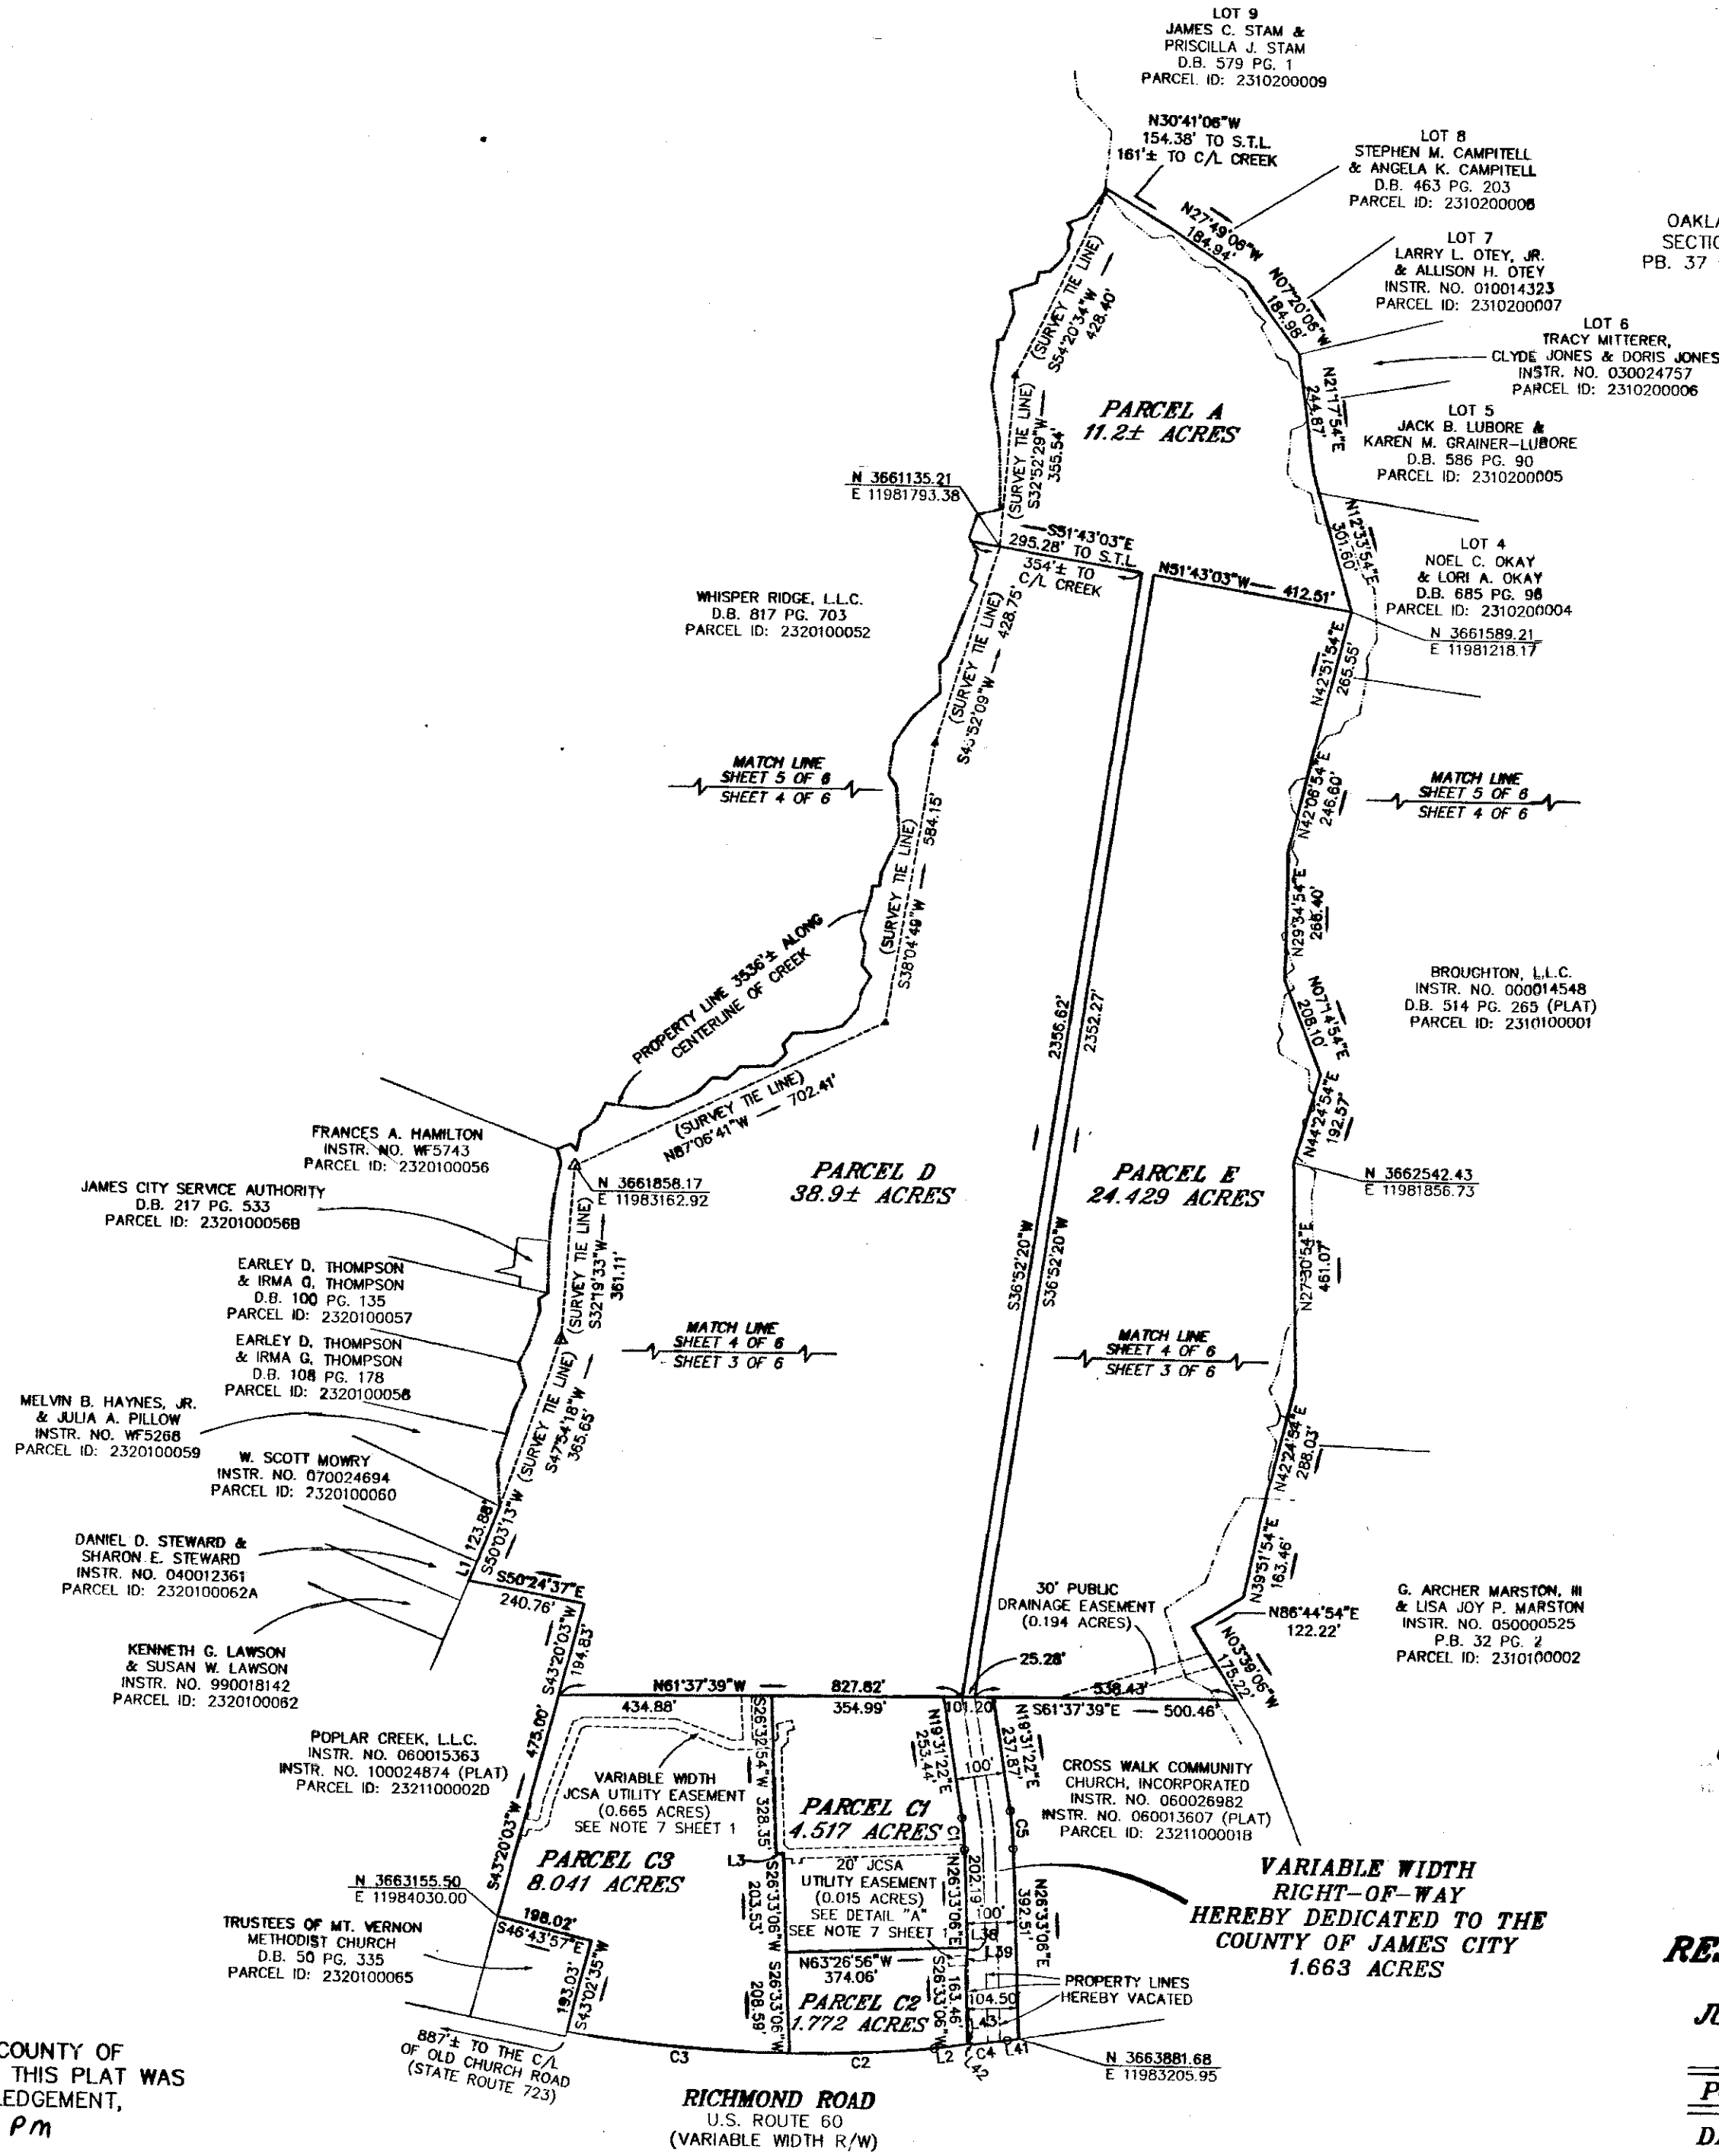 LOT 9
JAMES C. STAM &
PRISCILLA J. STAM
D.B. 579 PG. 1
PARCEL ID: 2310200009
N30°41'06"W
154.38' TO S.T.L.
161'± TO C/L CREEK
LOT 8
STEPHEN M. CAMPITELL
& ANGELA K. CAMPITELL
D.B. 463 PG. 203
PARCEL ID: 2310200008
N27°49'06"W
184.94'
OAKLA
SECTIO
PB. 37
LOT 7
LARRY L. OTEY, JR.
& ALLISON H. OTEY
INSTR. NO. 010014323
PARCEL ID: 2310200007
N07°20'06"W
184.98'
LOT 6
TRACY MITTERER,
CLYDE JONES & DORIS JONES
INSTR. NO. 030024757
PARCEL ID: 2310200006
(SURVEY TIE LINE)
S54°20'34"W
428.40'
N21°17'54"E
244.87'
LOT 5
JACK B. LUBORE &
KAREN M. GRAINER-LUBORE
D.B. 586 PG. 90
PARCEL ID: 2310200005
PARCEL A
11.2± ACRES
(SURVEY TIE LINE)
S32°52'29"W
355.54'
N 3661135.21
E 11981793.38
N12°33'54"E
301.60'
LOT 4
NOEL C. OKAY
& LORI A. OKAY
D.B. 685 PG. 98
PARCEL ID: 2310200004
S51°43'03"E
295.28' TO S.T.L.
354'± TO
C/L CREEK
N51°43'03"W 412.51'
N 3661589.21
E 11981218.17
WHISPER RIDGE, L.L.C.
D.B. 817 PG. 703
PARCEL ID: 2320100052
(SURVEY TIE LINE)
428.75'
N42°51'54"E
265.55'
MATCH LINE
SHEET 5 OF 6
SHEET 4 OF 6
MATCH LINE
SHEET 5 OF 6
SHEET 4 OF 6
N42°06'54"E
246.60'
(SURVEY TIE LINE)
S38°04'49"W
584.15'
N29°34'54"E
266.40'
PROPERTY LINE 3536'± ALONG
CENTERLINE OF CREEK
BROUGHTON, L.L.C.
INSTR. NO. 000014548
D.B. 514 PG. 265 (PLAT)
PARCEL ID: 2310100001
N07°14'54"E
208.10'
2356.62'
2352.27'
(SURVEY TIE LINE)
N87°06'41"W 702.41'
N44°24'54"E
192.57'
FRANCES A. HAMILTON
INSTR. NO. WF5743
PARCEL ID: 2320100056
N 3661858.17
E 11983162.92
PARCEL D
38.9± ACRES
PARCEL E
24.429 ACRES
N 3662542.43
E 11981856.73
JAMES CITY SERVICE AUTHORITY
D.B. 217 PG. 533
PARCEL ID: 2320100056B
(SURVEY TIE LINE)
S32°19'33"W
361.11'
S36°52'20"W
S36°52'20"W
N27°30'54"E
461.07'
EARLEY D. THOMPSON
& IRMA G. THOMPSON
D.B. 100 PG. 135
PARCEL ID: 2320100057
MATCH LINE
SHEET 4 OF 6
SHEET 3 OF 6
MATCH LINE
SHEET 4 OF 6
SHEET 3 OF 6
EARLEY D. THOMPSON
& IRMA G. THOMPSON
D.B. 108 PG. 178
PARCEL ID: 2320100058
MELVIN B. HAYNES, JR.
& JULIA A. PILLOW
INSTR. NO. WF5268
PARCEL ID: 2320100059
(SURVEY TIE LINE)
S47°54'18"W
365.65'
N42°24'54"E
288.03'
W. SCOTT MOWRY
INSTR. NO. 070024694
PARCEL ID: 2320100060
L1 123.88'
S50°03'13"W
DANIEL D. STEWARD &
SHARON E. STEWARD
INSTR. NO. 040012361
PARCEL ID: 2320100062A
S50°24'37"E
240.76'
30' PUBLIC
DRAINAGE EASEMENT
(0.194 ACRES)
N39°51'54"E
163.46'
N86°44'54"E
122.22'
G. ARCHER MARSTON, III
& LISA JOY P. MARSTON
INSTR. NO. 050000525
P.B. 32 PG. 2
PARCEL ID: 2310100002
KENNETH G. LAWSON
& SUSAN W. LAWSON
INSTR. NO. 990018142
PARCEL ID: 2320100062
S43°20'03"W
194.83'
25.28'
N03°39'06"W
175.22'
N61°37'39"W 827.82'
434.88' 354.99' 101.20'
538.43'
S61°37'39"E 500.46'
POPLAR CREEK, L.L.C.
INSTR. NO. 060015363
INSTR. NO. 100024874 (PLAT)
PARCEL ID: 2321100002D
S43°20'03"W 475.00'
VARIABLE WIDTH
JCSA UTILITY EASEMENT
(0.665 ACRES)
SEE NOTE 7 SHEET 1
S26°32'54"W 328.35'
N19°31'22"E
253.44'
100'
N19°31'22"E
237.87'
CROSS WALK COMMUNITY
CHURCH, INCORPORATED
INSTR. NO. 060026982
INSTR. NO. 060013607 (PLAT)
PARCEL ID: 2321100001B
PARCEL C1
4.517 ACRES
C1
C5
PARCEL C3
8.041 ACRES
L3
20' JCSA
UTILITY EASEMENT
(0.015 ACRES)
SEE DETAIL "A"
SEE NOTE 7 SHEET 1
S26°33'06"W
203.53'
N26°33'06"E
202.19'
100'
N26°33'06"E
392.51'
VARIABLE WIDTH
RIGHT-OF-WAY
HEREBY DEDICATED TO THE
COUNTY OF JAMES CITY
1.663 ACRES
N 3663155.50
E 11984030.00
198.02'
S46°43'57"E
TRUSTEES OF MT. VERNON
METHODIST CHURCH
D.B. 50 PG. 335
PARCEL ID: 2320100065
193.03'
S43°02'35"W
L38
L39
N63°26'56"W
374.06'
PARCEL C2
1.772 ACRES
S26°33'06"W
208.59'
S26°33'06"W
163.46'
104.50'
L43
PROPERTY LINES
HEREBY VACATED
RES
JU
887'± TO THE C/L
OF OLD CHURCH ROAD
(STATE ROUTE 723)
C3
C2
L2
L42
C4
L41
N 3663881.68
E 11983205.95
RICHMOND ROAD
U.S. ROUTE 60
(VARIABLE WIDTH R/W)
COUNTY OF
THIS PLAT WAS
EDGEMENT,
PM